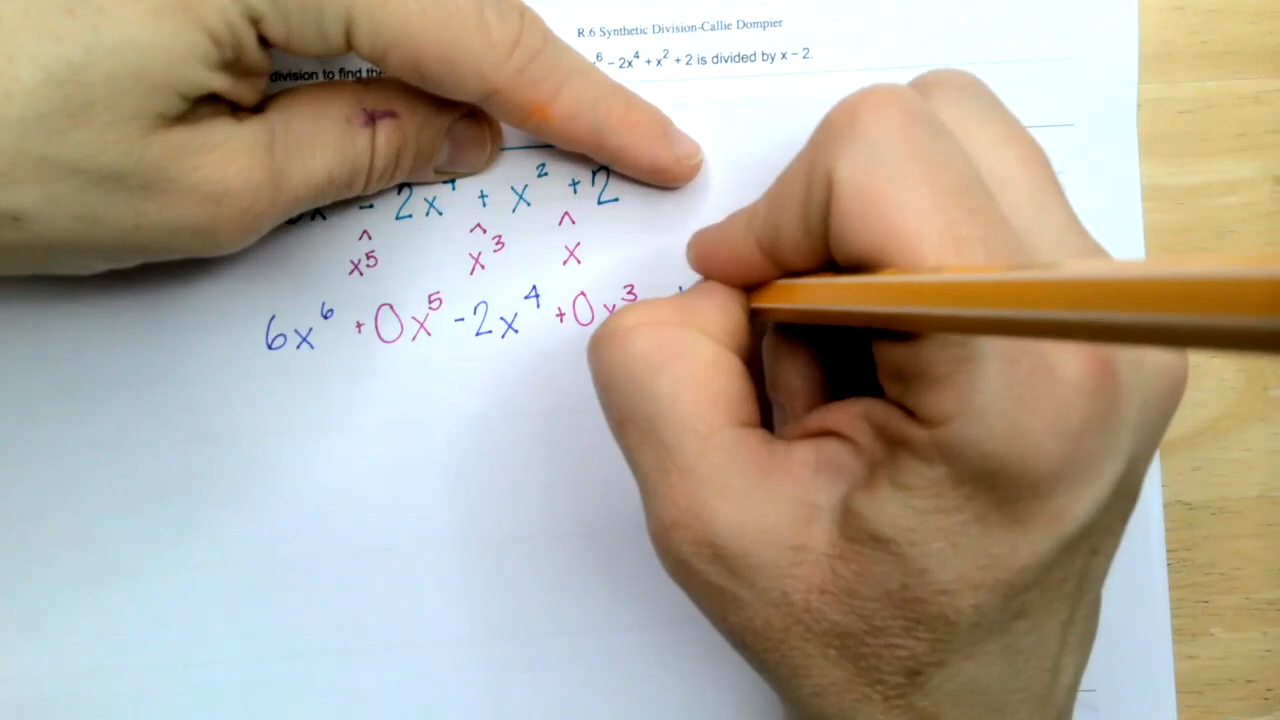 R.6 Synthetic Division-Callie Dompier
division to find the
⁶ - 2x⁴ + x² + 2 is divided by x - 2.
- 2x⁴ + x² + 2
^ ^ ^
x⁵ x³ x
6x⁶ +0x⁵ -2x⁴ +0x³